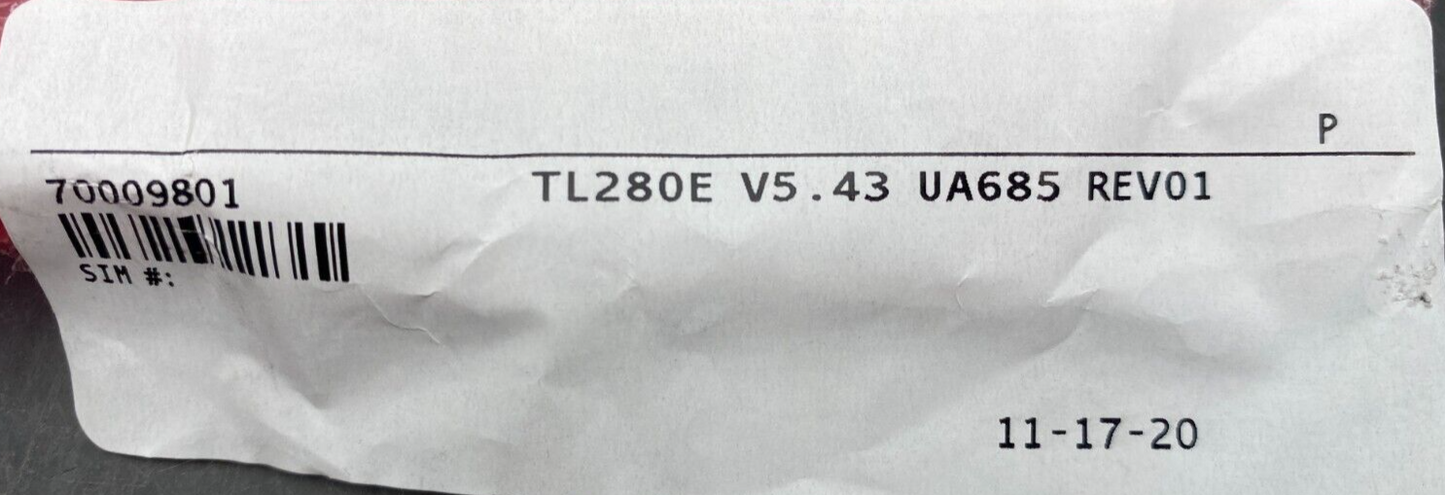 P
70009801 TL280E V5.43 UA685 REV01
SIM #:
11-17-20